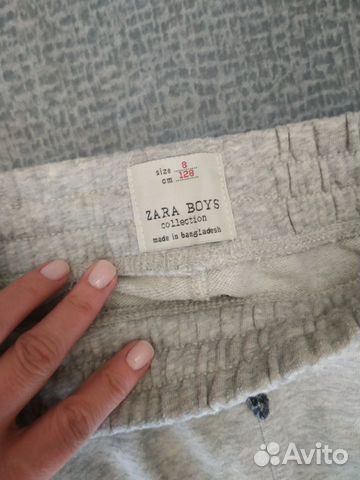 size 8
cm 128
ZARA BOYS
collection
made in bangladesh
Avito